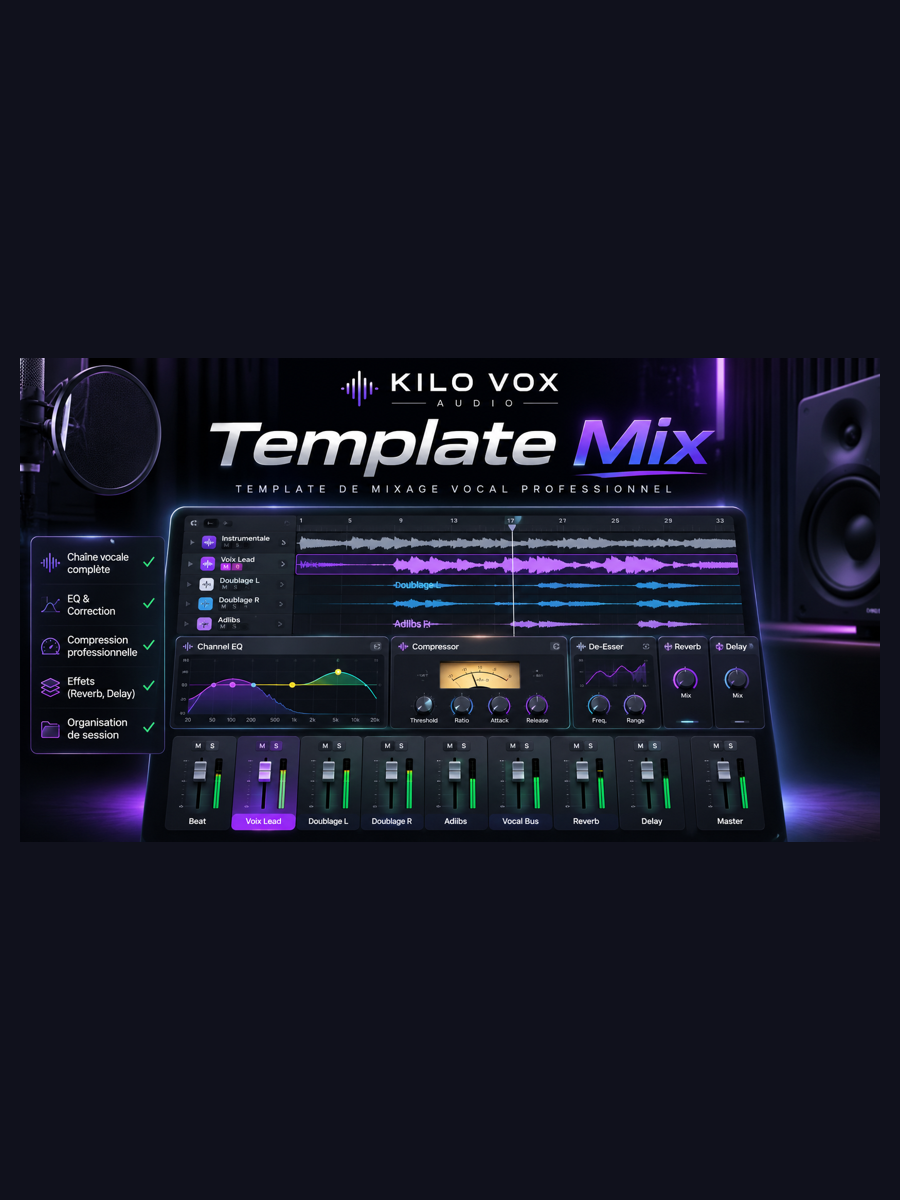 KILO VOX
AUDIO
Template Mix
TEMPLATE DE MIXAGE VOCAL PROFESSIONNEL
Chaîne vocale
complète
EQ &
Correction
Compression
professionnelle
Effets
(Reverb, Delay)
Organisation
de session
1 5 9 13 17 27 25 29 33
Instrumentale
M S
Voix Lead
M
Doublage L
M S
Doublage L
Doublage R
M S
Adlibs
M S
Adlibs
Channel EQ
20 50 100 200 500 1k 2k 5k 10k 20k
Compressor
Threshold Ratio Attack Release
De-Esser
Freq. Range
Reverb
Mix
Delay
Mix
M S M S M S M S M S M S M S M S M S
Beat Voix Lead Doublage L Doublage R Adlibs Vocal Bus Reverb Delay Master